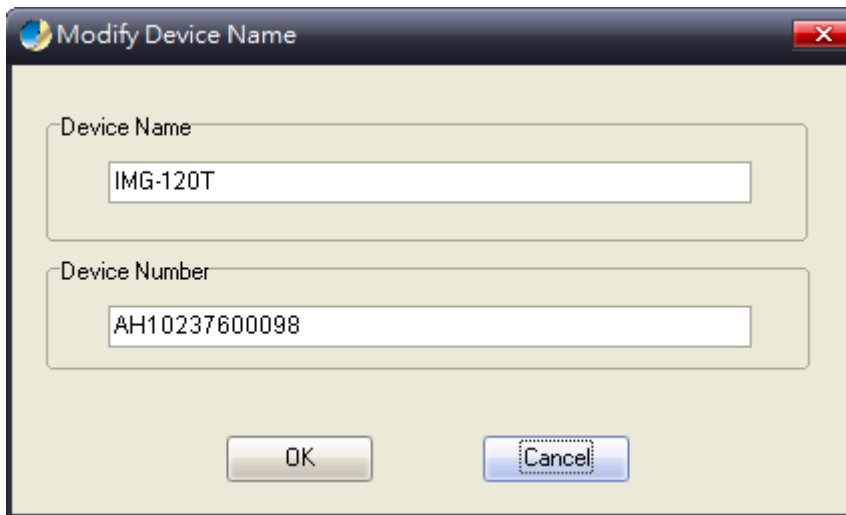 Modify Device Name
Device Name
IMG-120T
Device Number
AH10237600098
OK Cancel